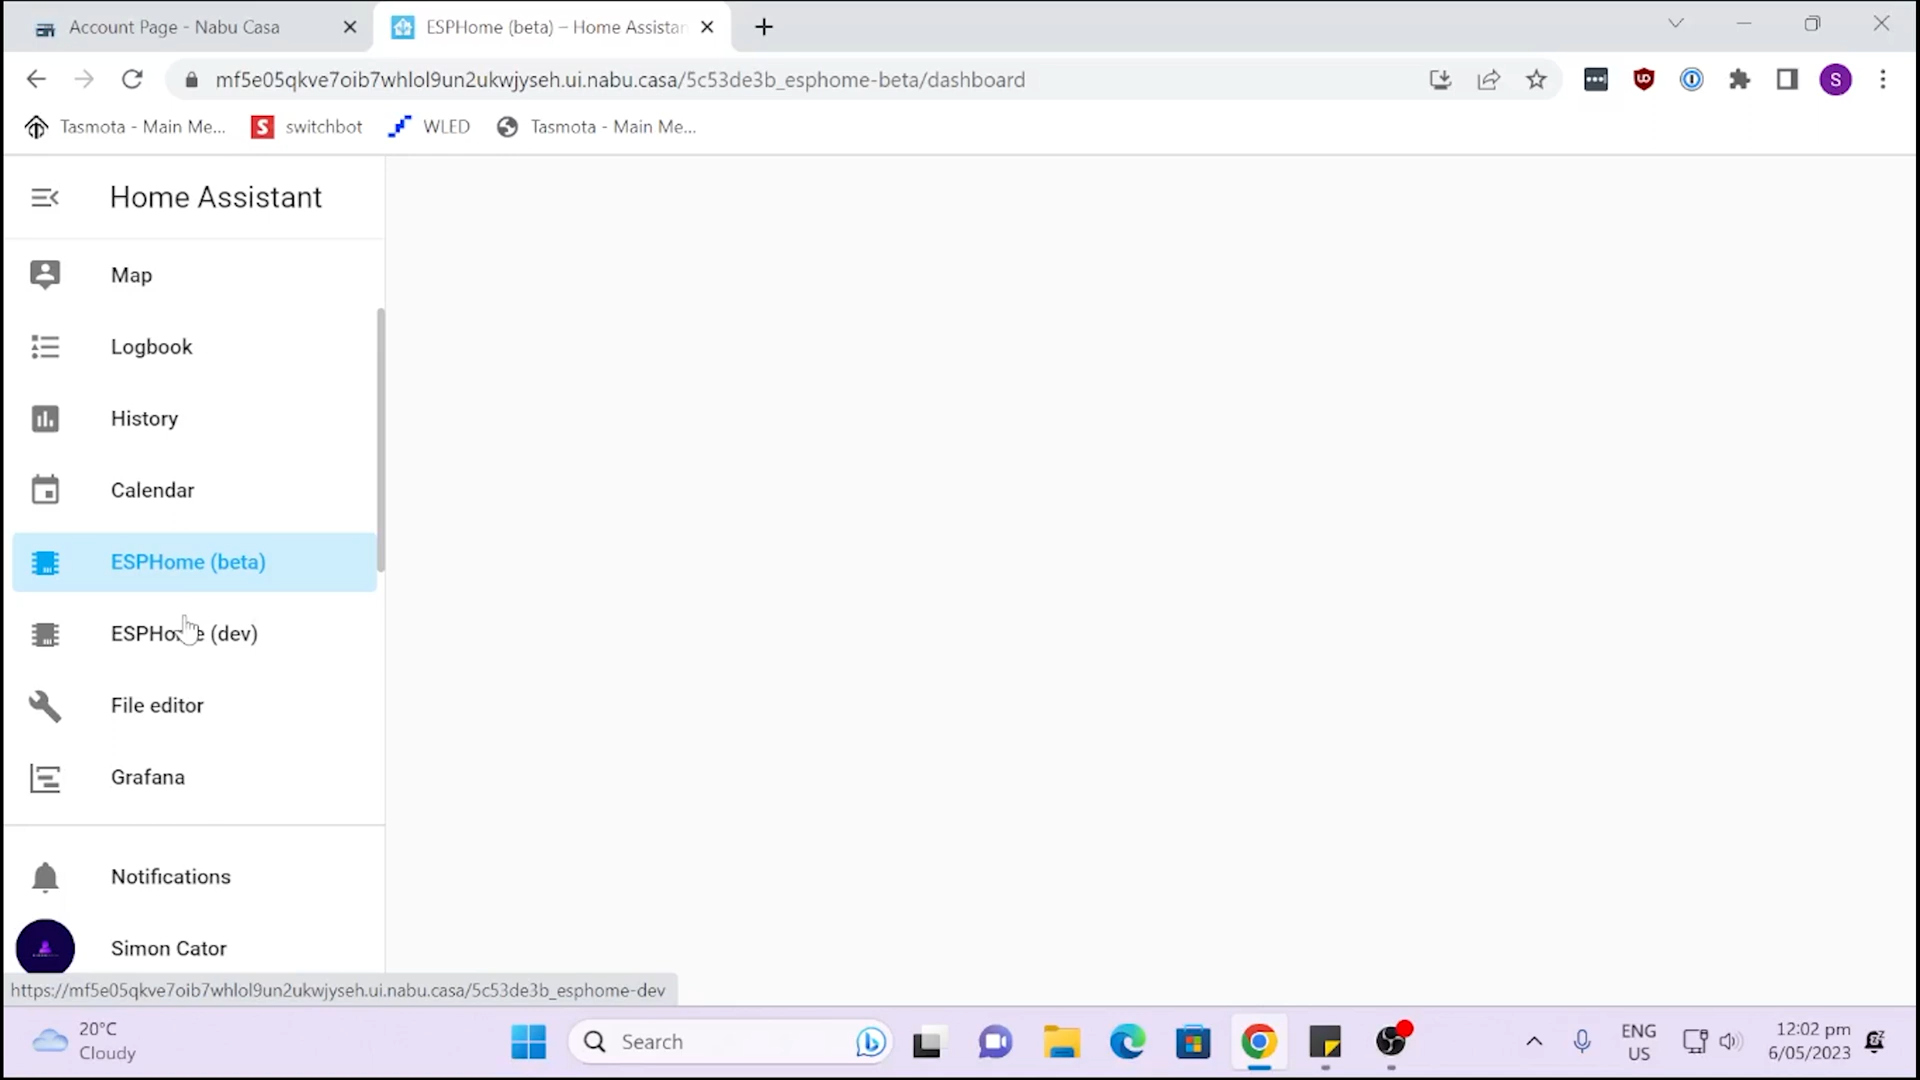 Account Page - Nabu Casa
ESPHome (beta) – Home Assistan
mf5e05qkve7oib7whlol9un2ukwjyseh.ui.nabu.casa/5c53de3b_esphome-beta/dashboard
S
Tasmota - Main Me...
S
switchbot
WLED
Tasmota - Main Me...
Home Assistant
Map
Logbook
History
Calendar
ESPHome (beta)
ESPHome (dev)
File editor
Grafana
Notifications
Simon Cator
https://mf5e05qkve7oib7whlol9un2ukwjyseh.ui.nabu.casa/5c53de3b_esphome-dev
20°C
Cloudy
Search
ENG
US
12:02 pm
6/05/2023